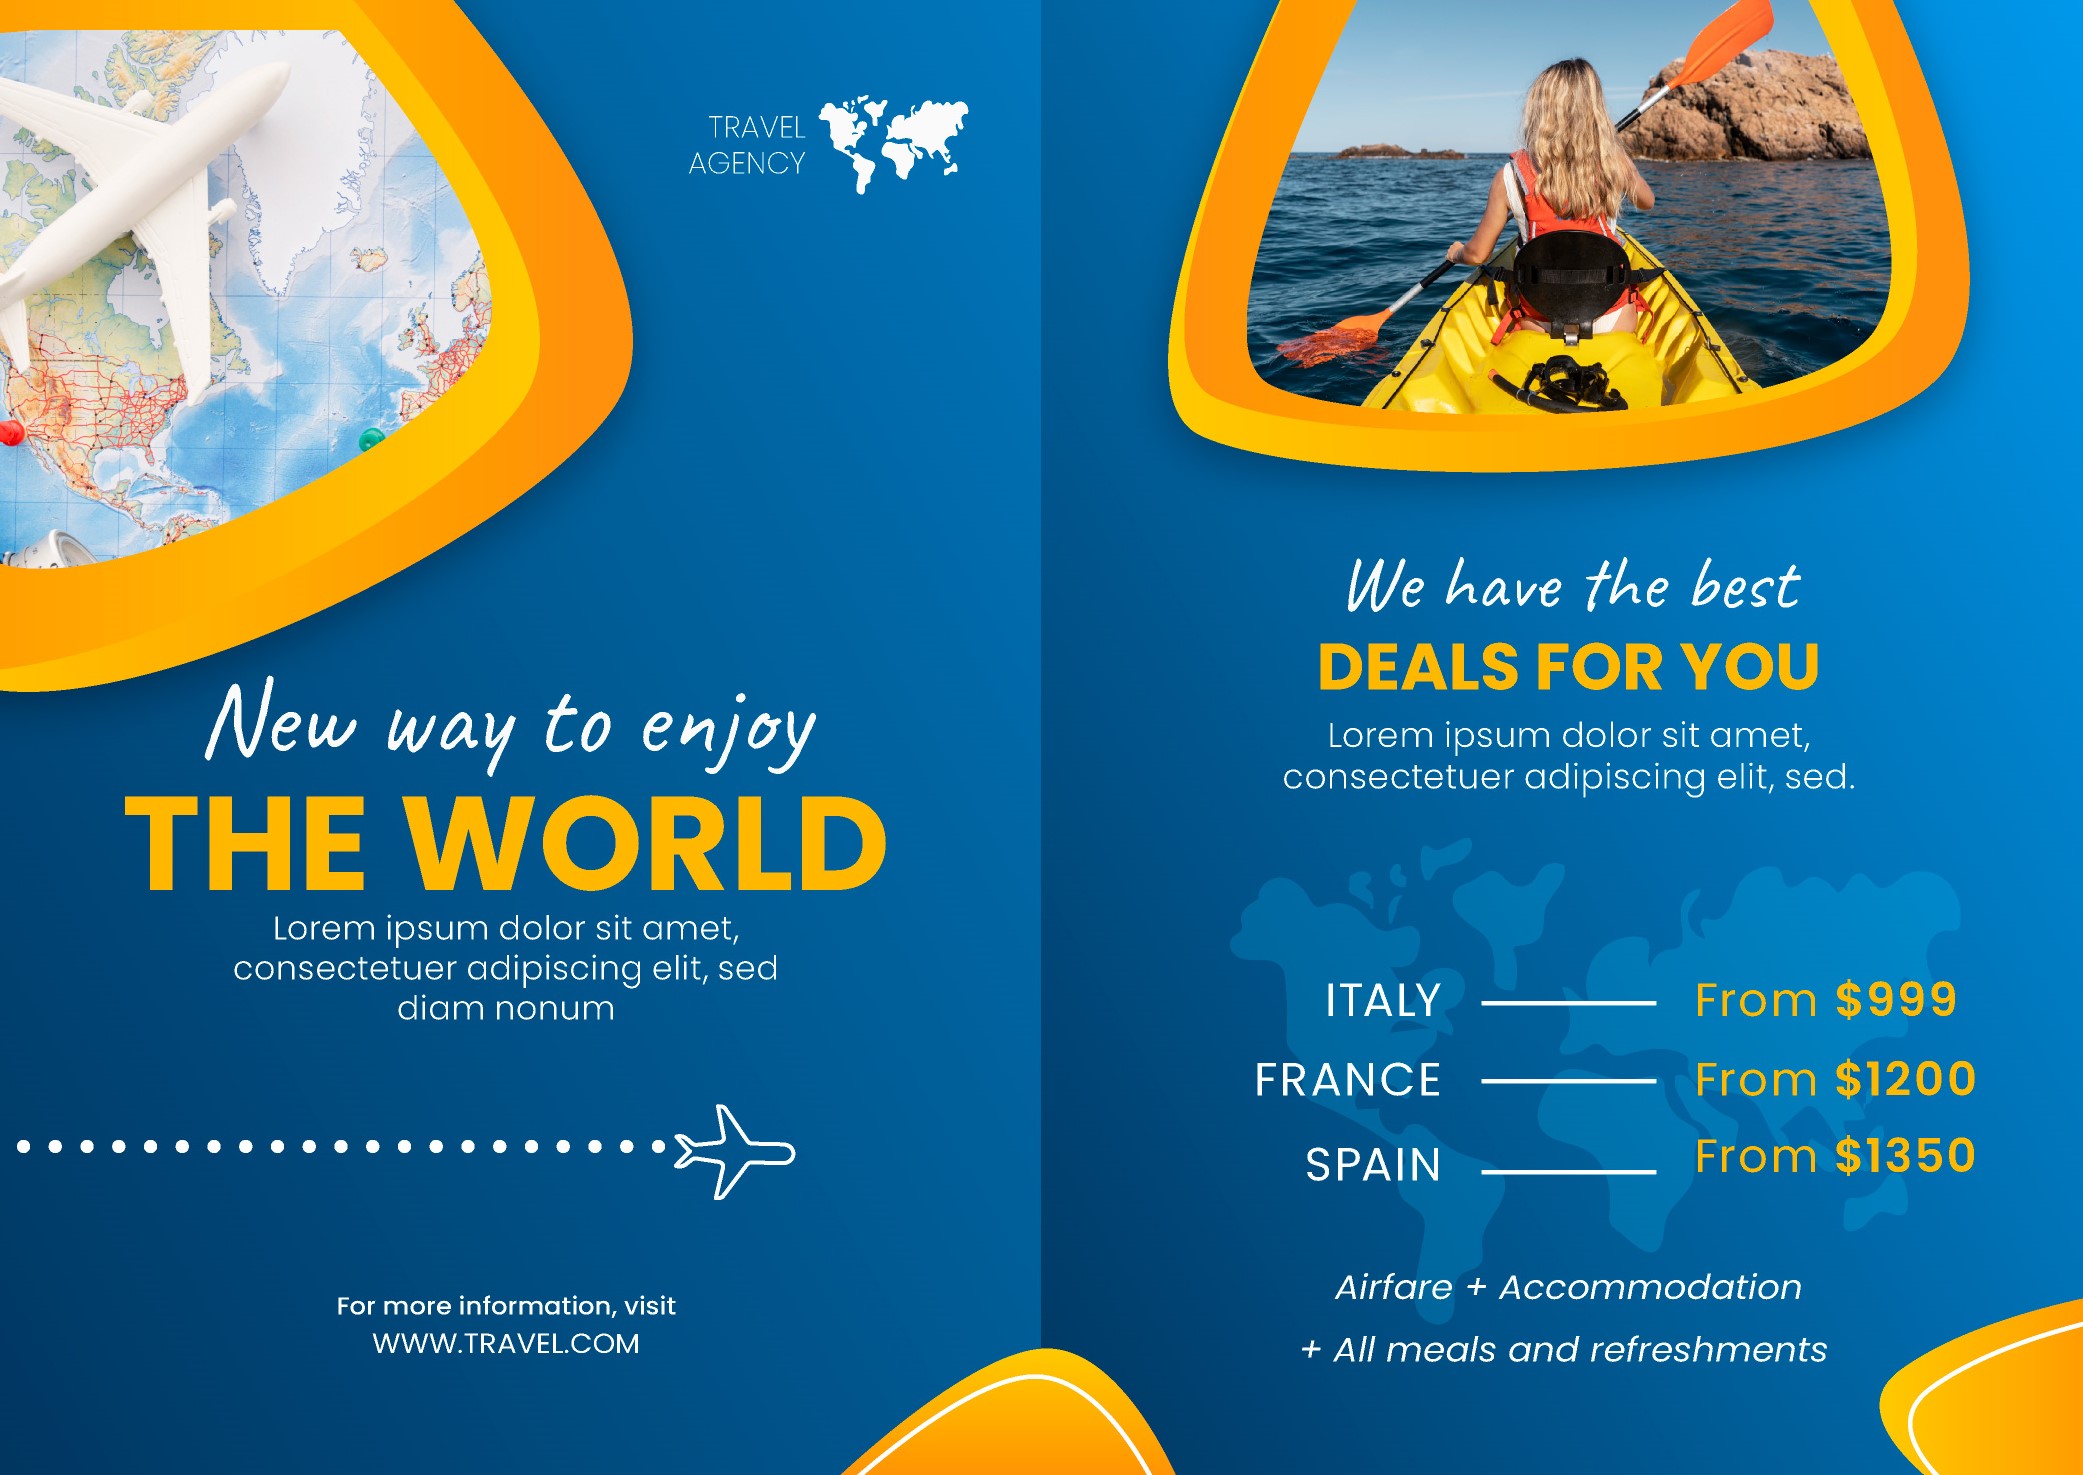 TRAVEL
AGENCY
New way to enjoy
THE WORLD
Lorem ipsum dolor sit amet,
consectetuer adipiscing elit, sed
diam nonum
For more information, visit
WWW.TRAVEL.COM
We have the best
DEALS FOR YOU
Lorem ipsum dolor sit amet,
consectetuer adipiscing elit, sed.
ITALY From $999
FRANCE From $1200
SPAIN From $1350
Airfare + Accommodation
+ All meals and refreshments